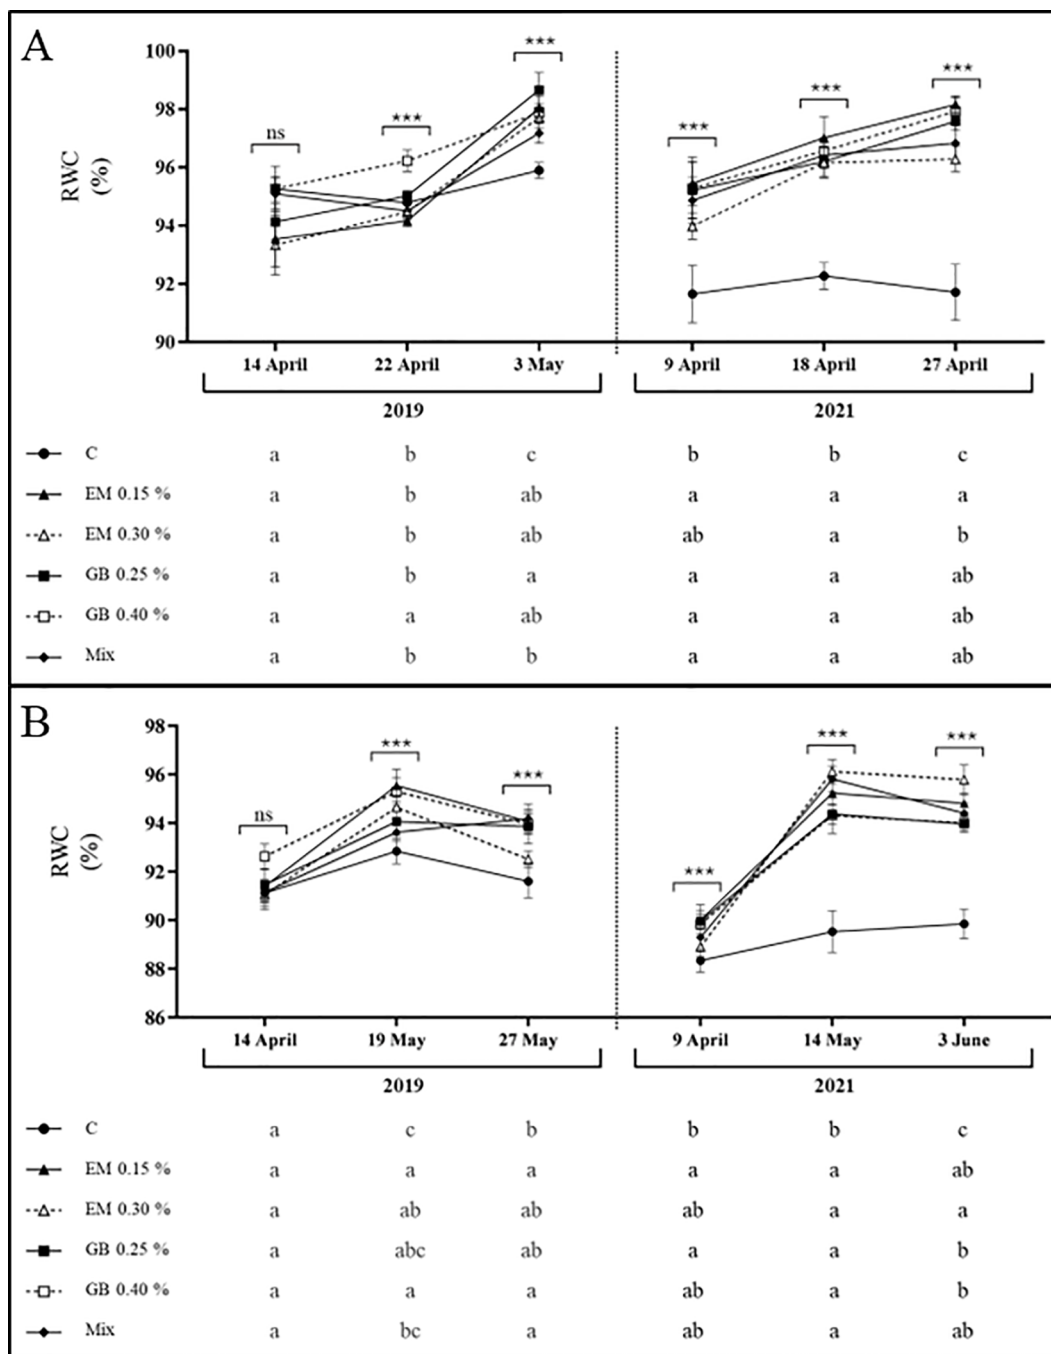 A
RWC
(%)
100
98
96
94
92
90
ns
***
***
***
***
***
14 April 22 April 3 May 9 April 18 April 27 April
2019 2021
C a b c b b c
EM 0.15 % a b ab a a a
EM 0.30 % a b ab ab a b
GB 0.25 % a b a a a ab
GB 0.40 % a a ab a a ab
Mix a b b a a ab
B
RWC
(%)
98
96
94
92
90
88
86
ns
***
***
***
***
***
14 April 19 May 27 May 9 April 14 May 3 June
2019 2021
C a c b b b c
EM 0.15 % a a a a a ab
EM 0.30 % a ab ab ab a a
GB 0.25 % a abc ab a a b
GB 0.40 % a a a ab a b
Mix a bc a ab a ab